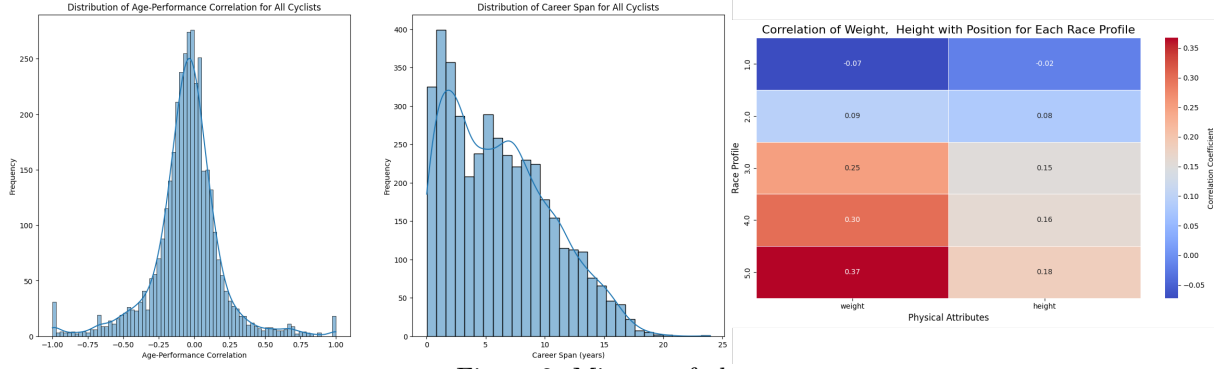 Distribution of Age-Performance Correlation for All Cyclists
Frequency
250
200
150
100
50
0
−1.00 −0.75 −0.50 −0.25 0.00 0.25 0.50 0.75 1.00
Age-Performance Correlation
Distribution of Career Span for All Cyclists
Frequency
400
350
300
250
200
150
100
50
0
0 5 10 15 20 25
Career Span (years)
Correlation of Weight, Height with Position for Each Race Profile
Race Profile
1.0 -0.07 -0.02
2.0 0.09 0.08
3.0 0.25 0.15
4.0 0.30 0.16
5.0 0.37 0.18
weight height
Physical Attributes
0.35
0.30
0.25
0.20
0.15
0.10
0.05
0.00
−0.05
Correlation Coefficient